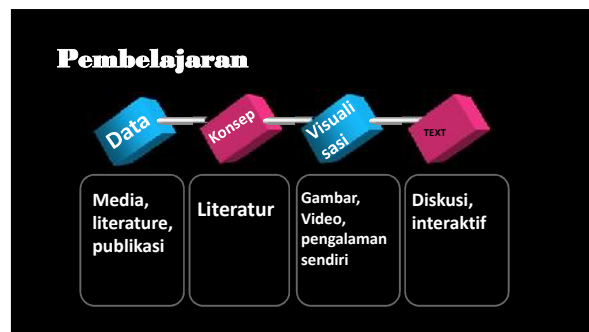 Pembelajaran
Data
Konsep
Visuali
sasi
TEXT
Media,
literature,
publikasi
Literatur
Gambar,
Video,
pengalaman
sendiri
Diskusi,
interaktif